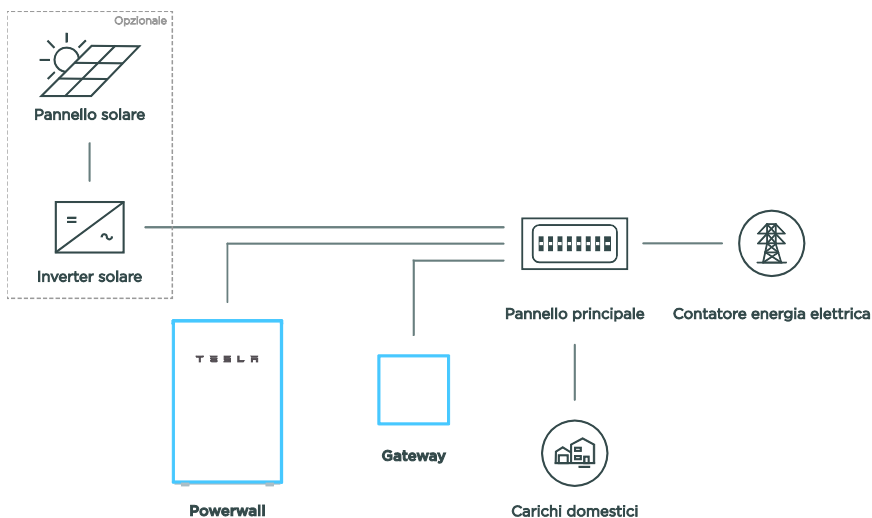 Opzionale
Pannello solare
Inverter solare
Pannello principale
Contatore energia elettrica
TESLA
Gateway
Powerwall
Carichi domestici